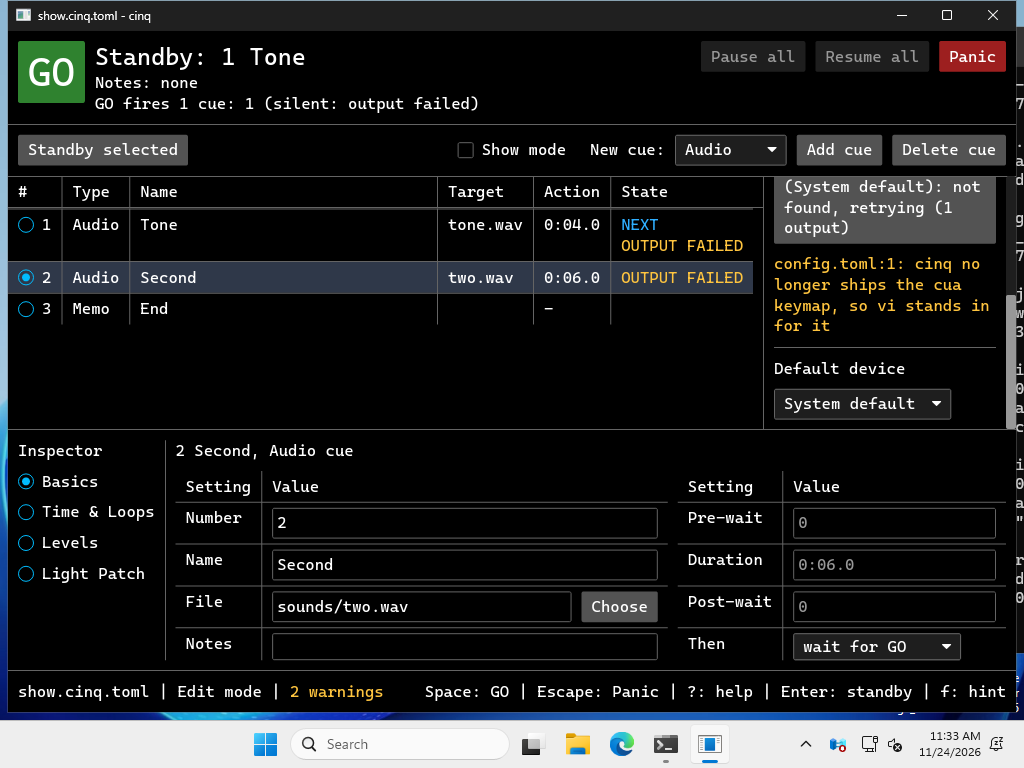 show.cinq.toml - cinq
GO
Standby: 1 Tone
Notes: none
GO fires 1 cue: 1 (silent: output failed)
Pause all
Resume all
Panic
Standby selected
Show mode
New cue:
Audio
Add cue
Delete cue
# Type Name Target Action State
1 Audio Tone tone.wav 0:04.0 NEXT
OUTPUT FAILED
2 Audio Second two.wav 0:06.0 OUTPUT FAILED
3 Memo End –
(System default): not
found, retrying (1
output)
config.toml:1: cinq no
longer ships the cua
keymap, so vi stands in
for it
Default device
System default
Inspector
Basics
Time & Loops
Levels
Light Patch
2 Second, Audio cue
Setting Value
Number 2
Name Second
File sounds/two.wav Choose
Notes
Setting Value
Pre-wait 0
Duration 0:06.0
Post-wait 0
Then wait for GO
show.cinq.toml | Edit mode | 2 warnings
Space: GO | Escape: Panic | ?: help | Enter: standby | f: hint
Search
11:33 AM
11/24/2026